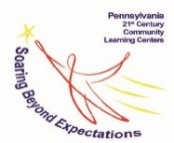 Pennsylvania
21st Century
Community
Learning Centers
Soaring Beyond Expectations